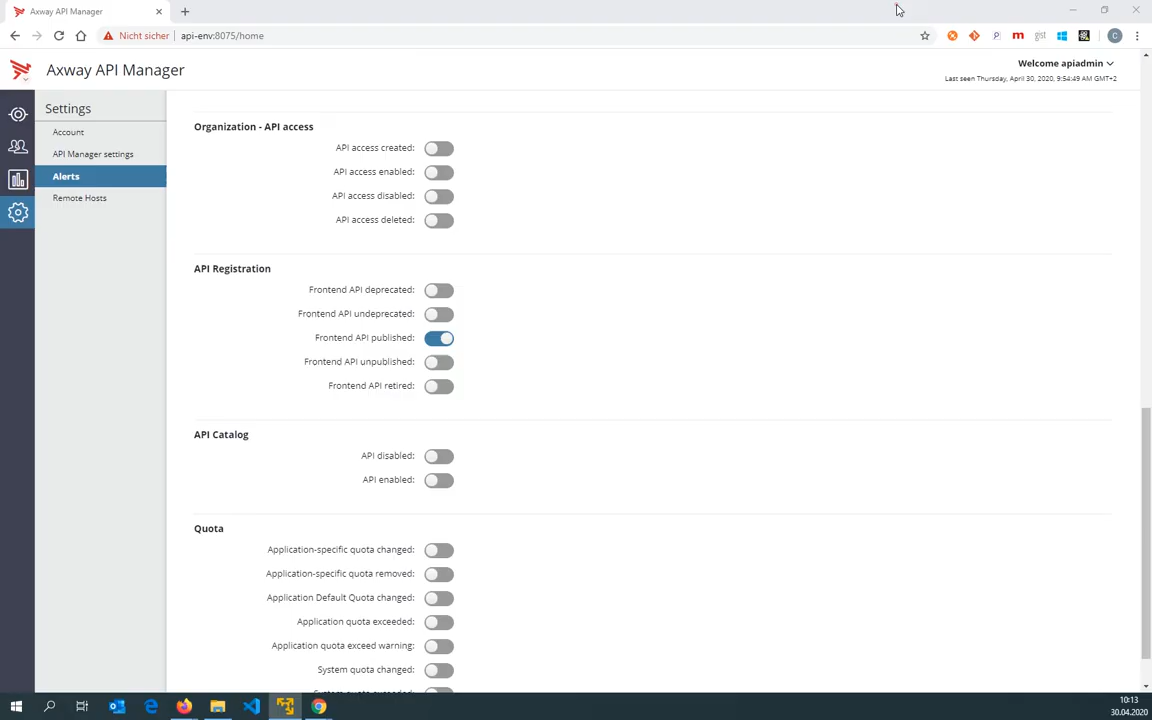 Axway API Manager
Nicht sicher
api-env:8075/home
m
gist
C
Axway API Manager
Welcome apiadmin
Last seen Thursday, April 30, 2020, 9:54:49 AM GMT+2
Settings
Account
API Manager settings
Alerts
Remote Hosts
Organization - API access
API access created:
API access enabled:
API access disabled:
API access deleted:
API Registration
Frontend API deprecated:
Frontend API undeprecated:
Frontend API published:
Frontend API unpublished:
Frontend API retired:
API Catalog
API disabled:
API enabled:
Quota
Application-specific quota changed:
Application-specific quota removed:
Application Default Quota changed:
Application quota exceeded:
Application quota exceed warning:
System quota changed:
System quota exceeded:
10:13
30.04.2020